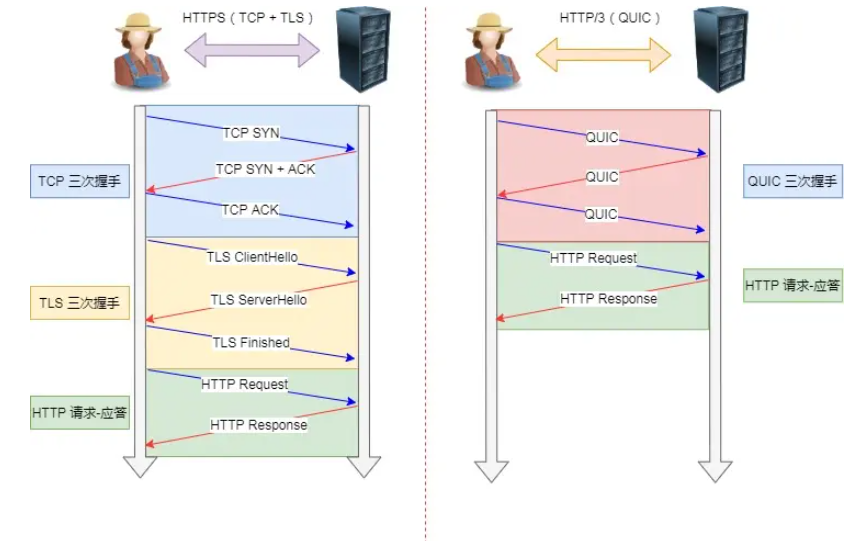 HTTPS（TCP + TLS）
TCP 三次握手
TCP SYN
TCP SYN + ACK
TCP ACK
TLS 三次握手
TLS ClientHello
TLS ServerHello
TLS Finished
HTTP 请求-应答
HTTP Request
HTTP Response
HTTP/3（QUIC）
QUIC
QUIC
QUIC
QUIC 三次握手
HTTP Request
HTTP Response
HTTP 请求-应答